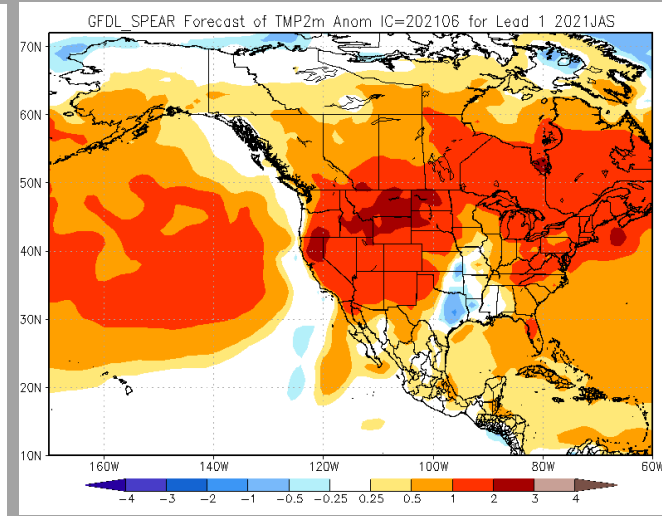 GFDL_SPEAR Forecast of TMP2m Anom IC=202106 for Lead 1 2021JAS
70N
60N
50N
40N
30N
20N
10N
160W 140W 120W 100W 80W 60W
-4 -3 -2 -1 -0.5 -0.25 0.25 0.5 1 2 3 4